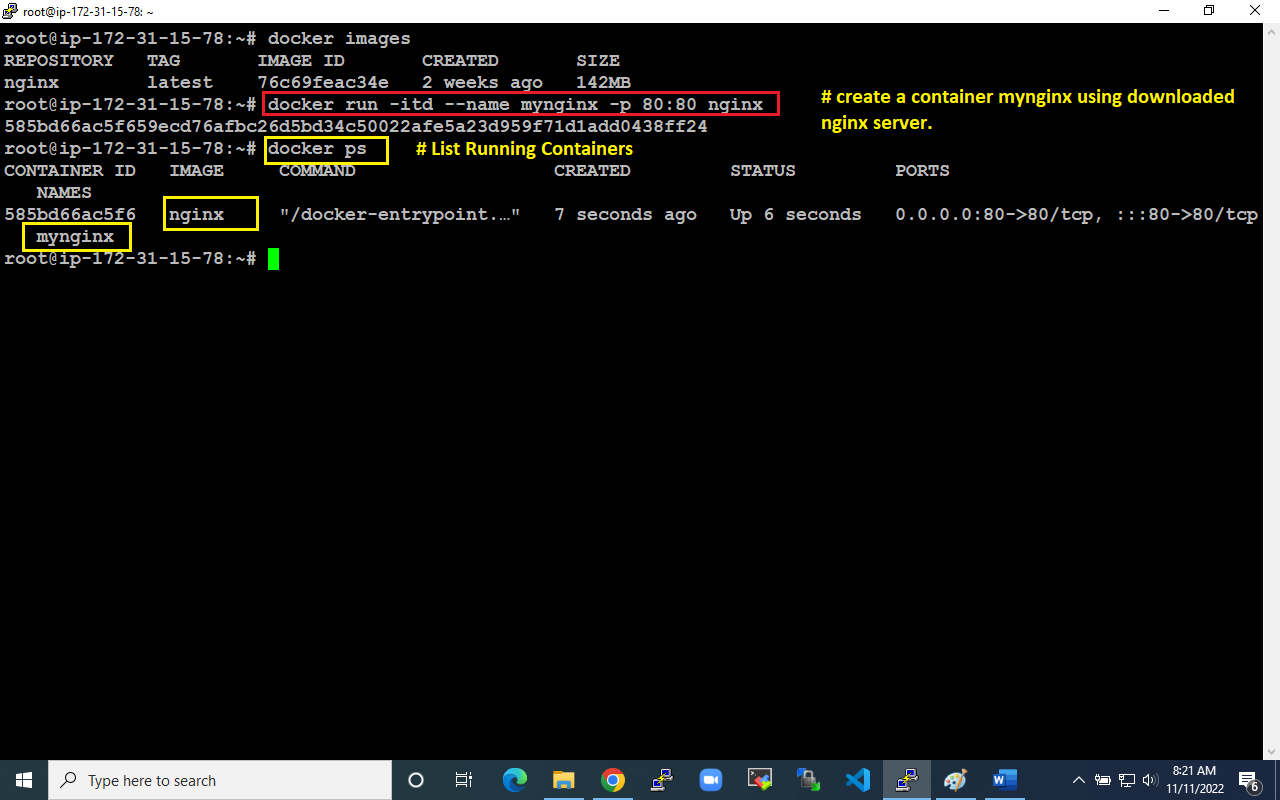 root@ip-172-31-15-78: ~
root@ip-172-31-15-78:~# docker images
REPOSITORY TAG IMAGE ID CREATED SIZE
nginx latest 76c69feac34e 2 weeks ago 142MB
root@ip-172-31-15-78:~# docker run -itd --name mynginx -p 80:80 nginx
# create a container mynginx using downloaded
nginx server.
585bd66ac5f659ecd76afbc26d5bd34c50022afe5a23d959f71d1add0438ff24
root@ip-172-31-15-78:~# docker ps # List Running Containers
CONTAINER ID IMAGE COMMAND CREATED STATUS PORTS
NAMES
585bd66ac5f6 nginx "/docker-entrypoint.…" 7 seconds ago Up 6 seconds 0.0.0.0:80->80/tcp, :::80->80/tcp
mynginx
root@ip-172-31-15-78:~#
Type here to search
8:21 AM
11/11/2022
6